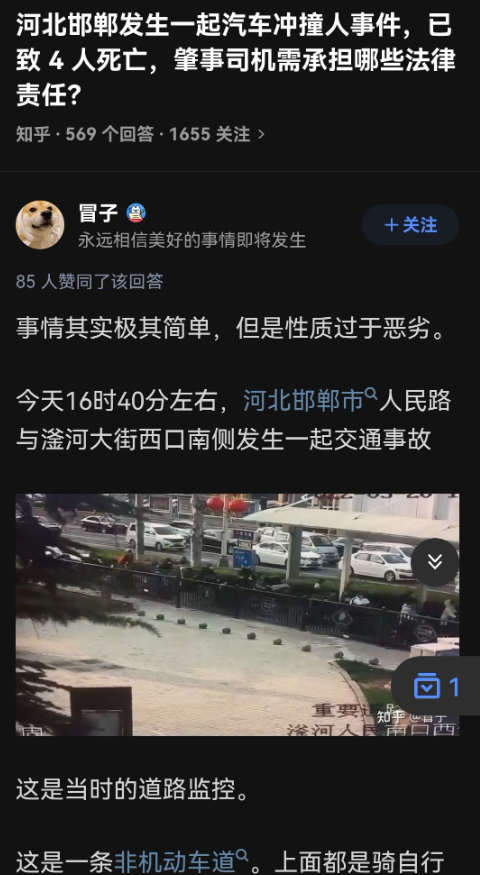 河北邯郸发生一起汽车冲撞人事件，已
致 4 人死亡，肇事司机需承担哪些法律
责任？
知乎 · 569 个回答 · 1655 关注 >
冒子
+关注
永远相信美好的事情即将发生
85 人赞同了该回答
事情其实极其简单，但是性质过于恶劣。
今天16时40分左右，河北邯郸市人民路
与滏河大街西口南侧发生一起交通事故
1
重要
知乎 @冒子
滏河人民
南口西
这是当时的道路监控。
这是一条非机动车道。上面都是骑自行